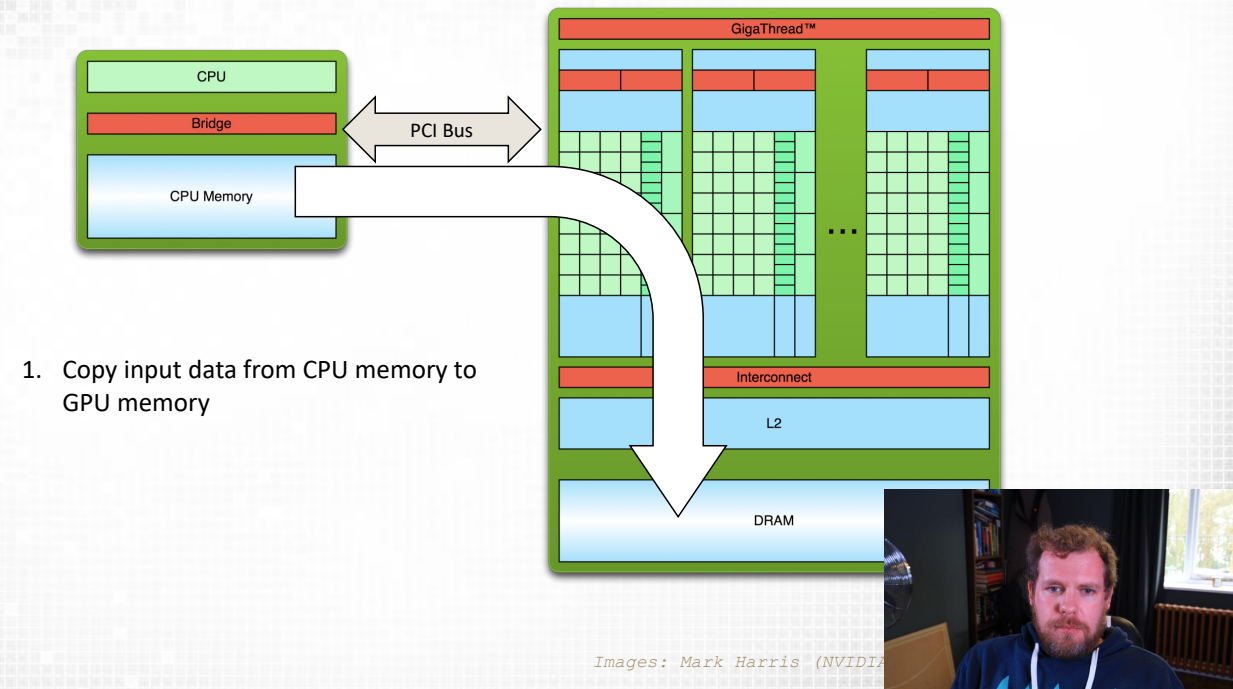 GigaThread™
CPU
Bridge
PCI Bus
CPU Memory
...
1. Copy input data from CPU memory to
GPU memory
Interconnect
L2
DRAM
Images: Mark Harris